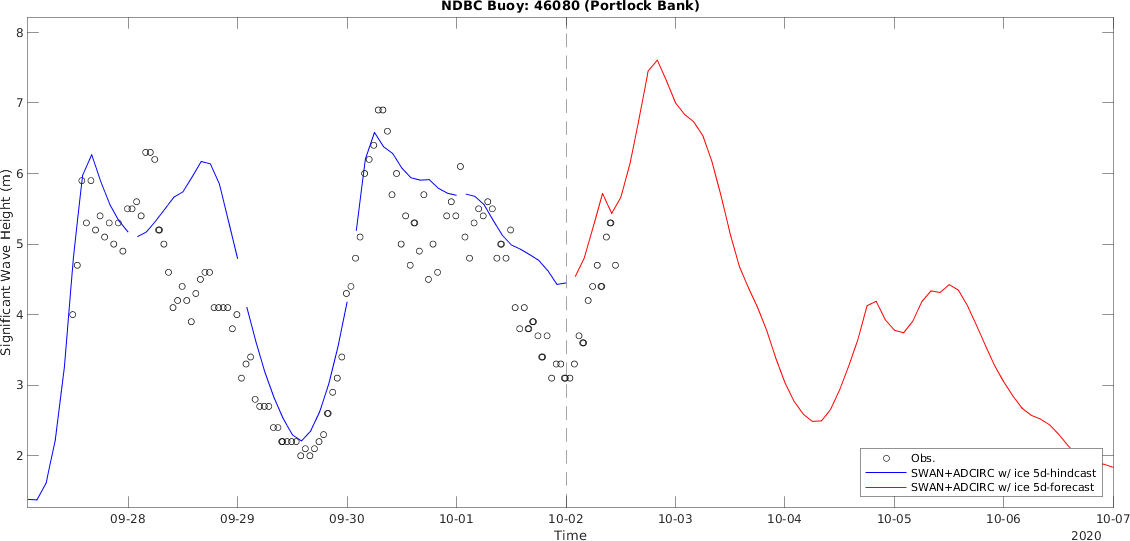 NDBC Buoy: 46080 (Portlock Bank)
Significant Wave Height (m)
8
7
6
5
4
3
2
Obs.
SWAN+ADCIRC w/ ice 5d-hindcast
SWAN+ADCIRC w/ ice 5d-forecast
09-28 09-29 09-30 10-01 10-02 10-03 10-04 10-05 10-06 10-07
Time
2020